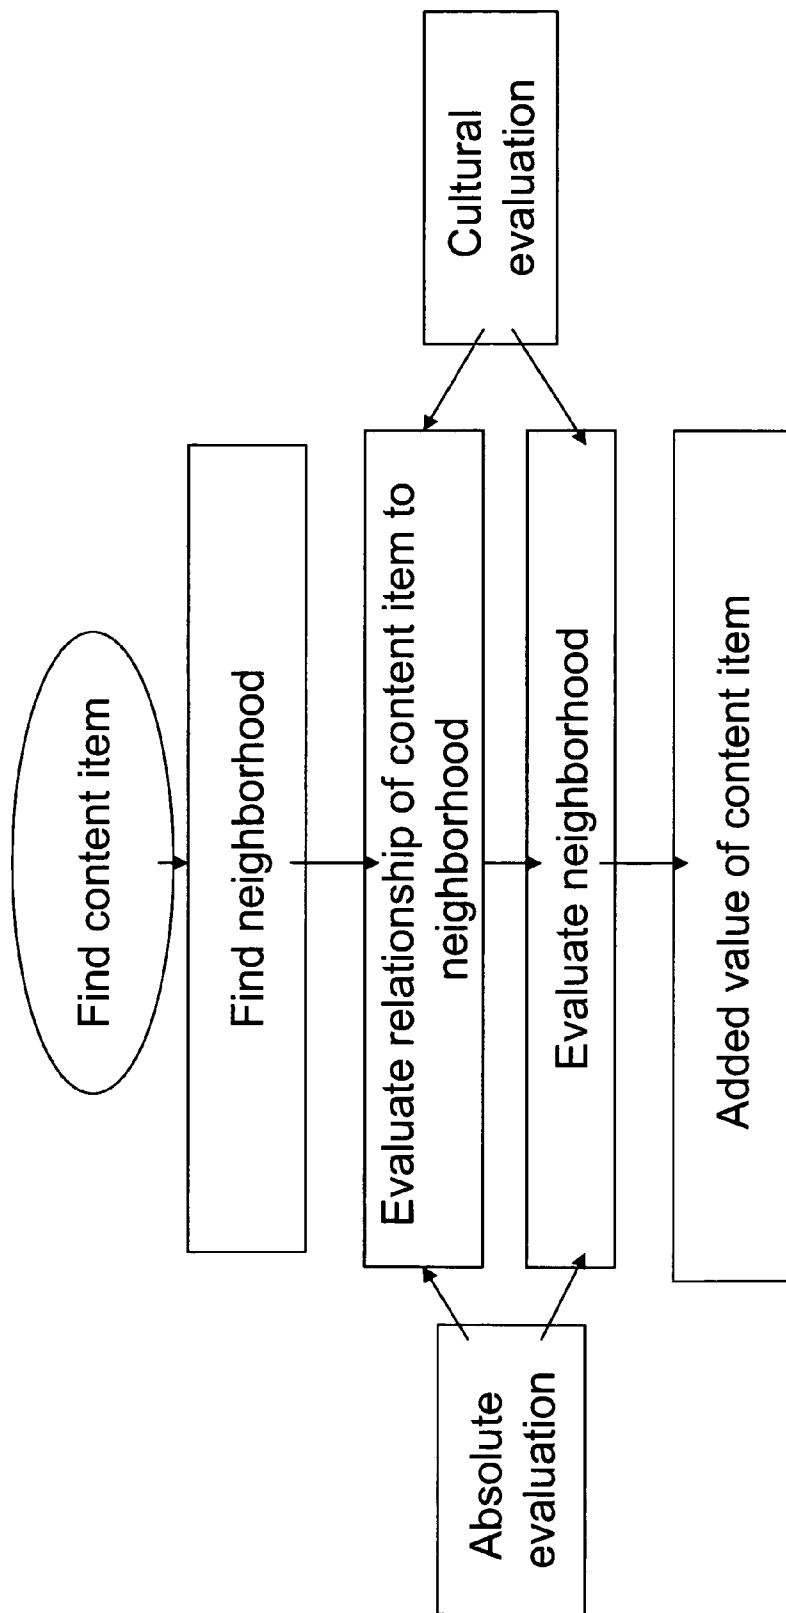 Find content item
Find neighborhood
Evaluate relationship of content item to
neighborhood
Absolute
evaluation
Cultural
evaluation
Evaluate neighborhood
Added value of content item